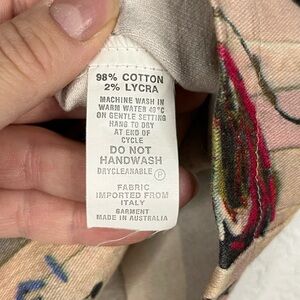 98% COTTON
2% LYCRA
MACHINE WASH IN
WARM WATER 40°C
ON GENTLE SETTING
HANG TO DRY
AT END OF
CYCLE
DO NOT
HANDWASH
DRYCLEANABLE Ⓟ
FABRIC
IMPORTED FROM
ITALY
GARMENT
MADE IN AUSTRALIA